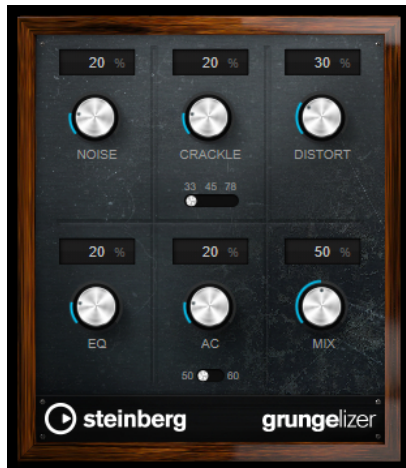 20 % 20 % 30 %
NOISE CRACKLE DISTORT
33 45 78
20 % 20 % 50 %
EQ AC MIX
50 60
steinberg grungelizer